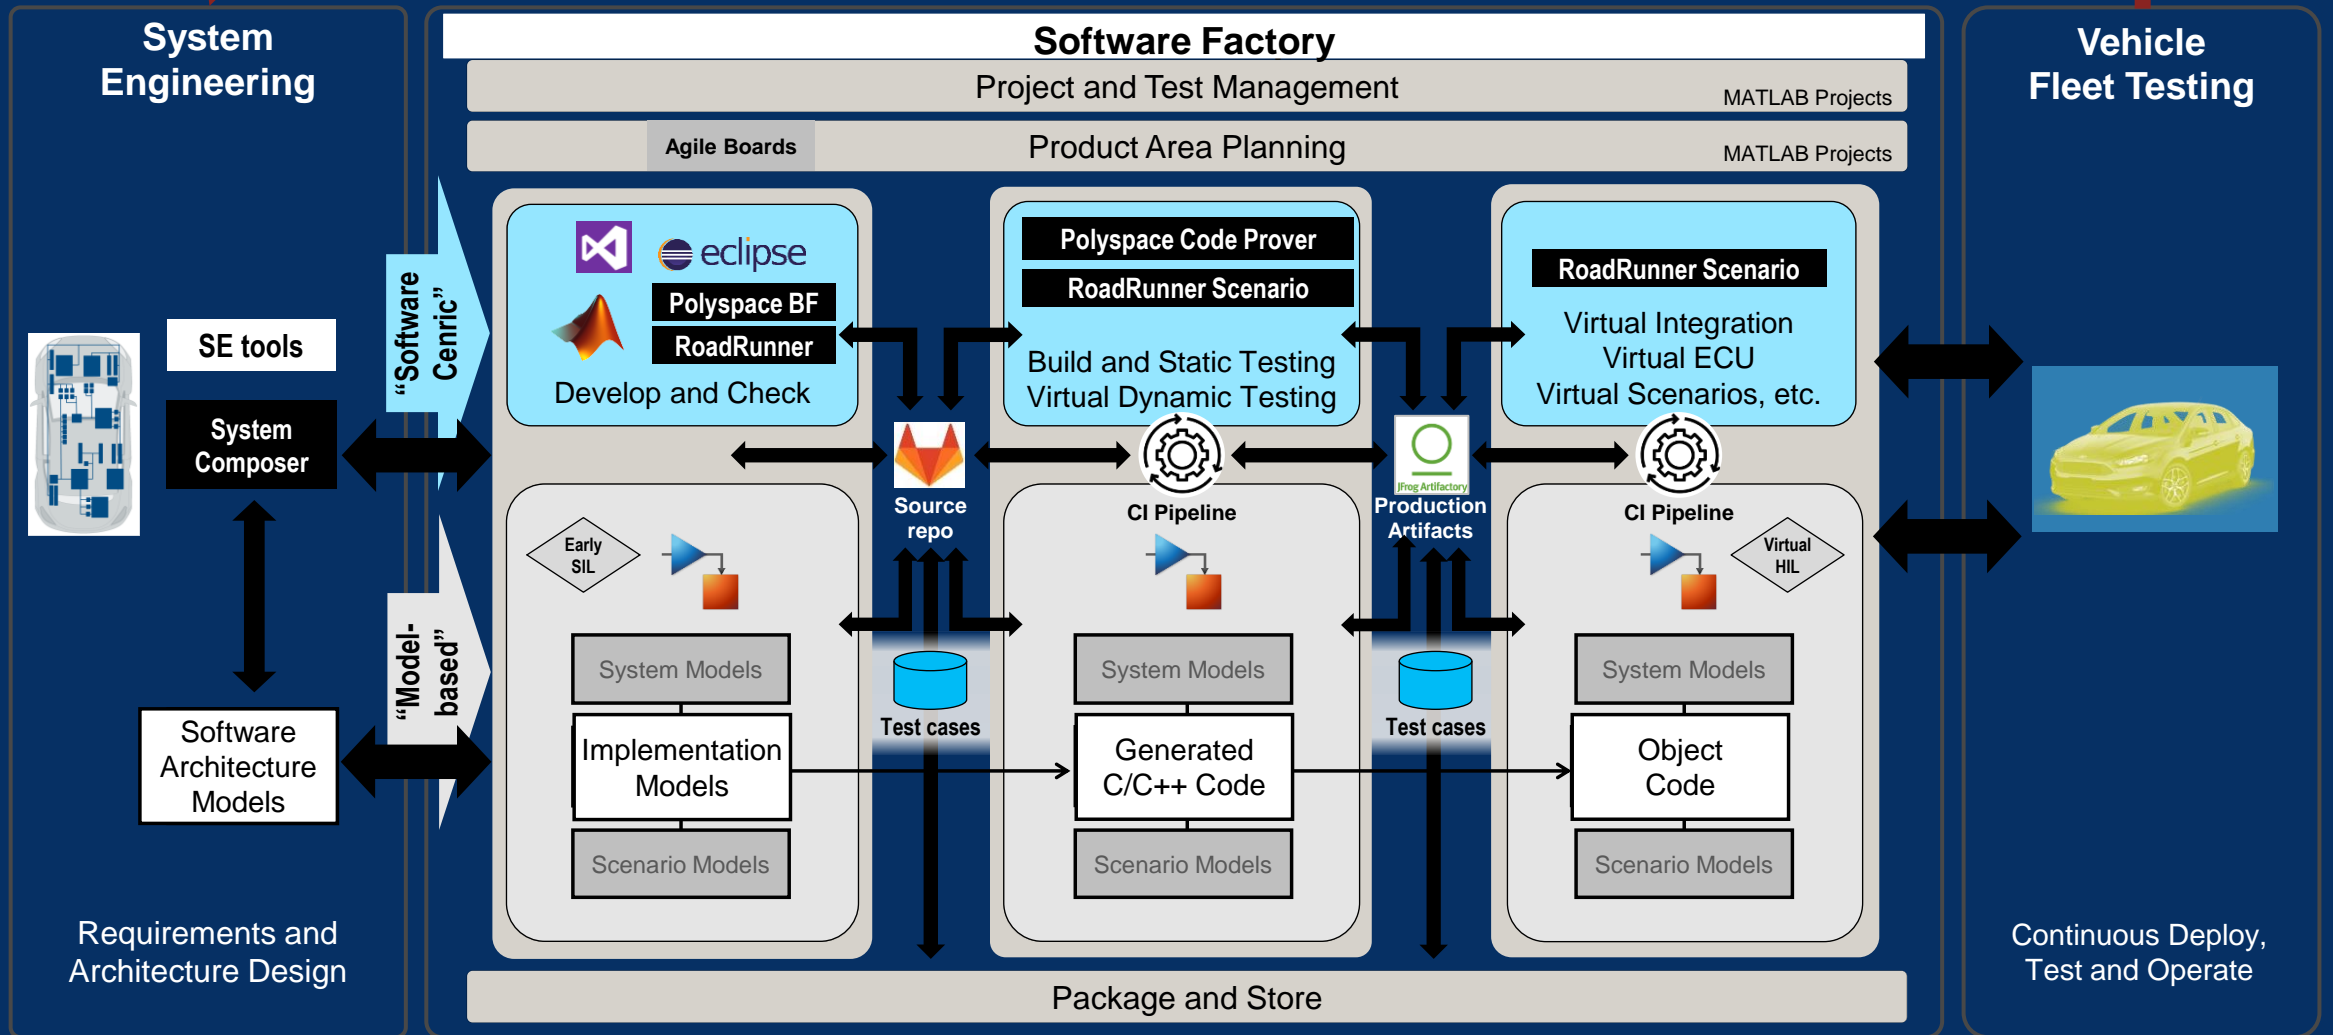 System
Engineering
SE tools
System
Composer
Software
Architecture
Models
Requirements and
Architecture Design
“Software
Cenric”
“Model-
based”
Software Factory
Project and Test Management
MATLAB Projects
Agile Boards
Product Area Planning
MATLAB Projects
eclipse
Polyspace BF
RoadRunner
Develop and Check
Polyspace Code Prover
RoadRunner Scenario
Build and Static Testing
Virtual Dynamic Testing
RoadRunner Scenario
Virtual Integration
Virtual ECU
Virtual Scenarios, etc.
Source
repo
CI Pipeline
JFrog Artifactory
Production
Artifacts
CI Pipeline
Early
SIL
Virtual
HIL
System Models
Implementation
Models
Scenario Models
Test cases
System Models
Generated
C/C++ Code
Scenario Models
Test cases
System Models
Object
Code
Scenario Models
Package and Store
Vehicle
Fleet Testing
Continuous Deploy,
Test and Operate